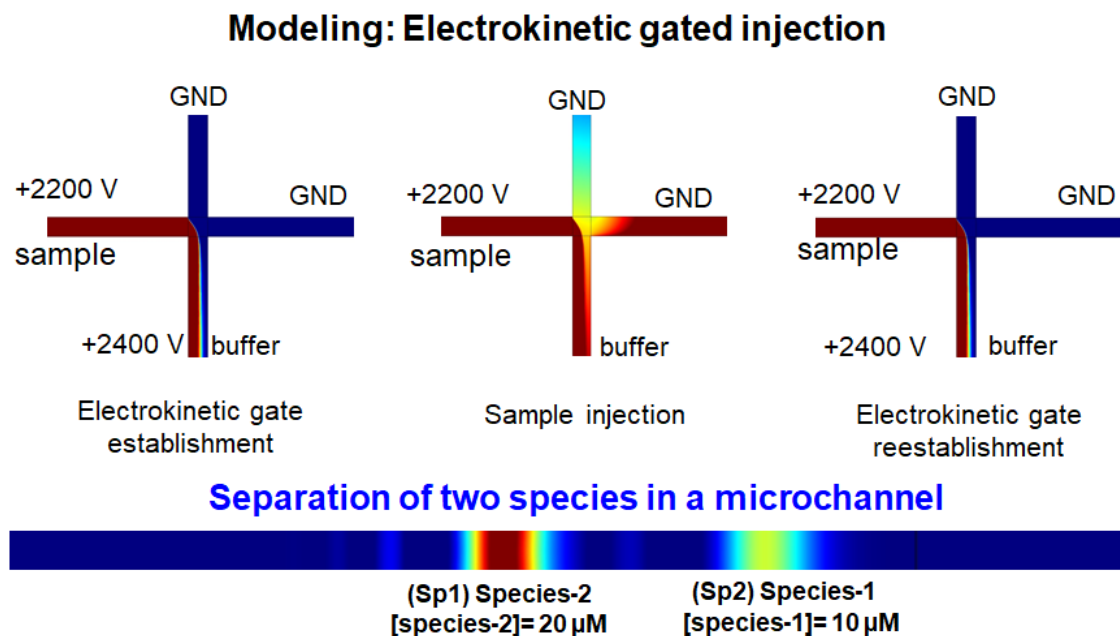 Modeling: Electrokinetic gated injection
GND
+2200 V
GND
sample
+2400 V
buffer
Electrokinetic gate
establishment
GND
+2200 V
GND
sample
buffer
Sample injection
GND
+2200 V
GND
sample
+2400 V
buffer
Electrokinetic gate
reestablishment
Separation of two species in a microchannel
(Sp1) Species-2
[species-2]= 20 µM
(Sp2) Species-1
[species-1]= 10 µM